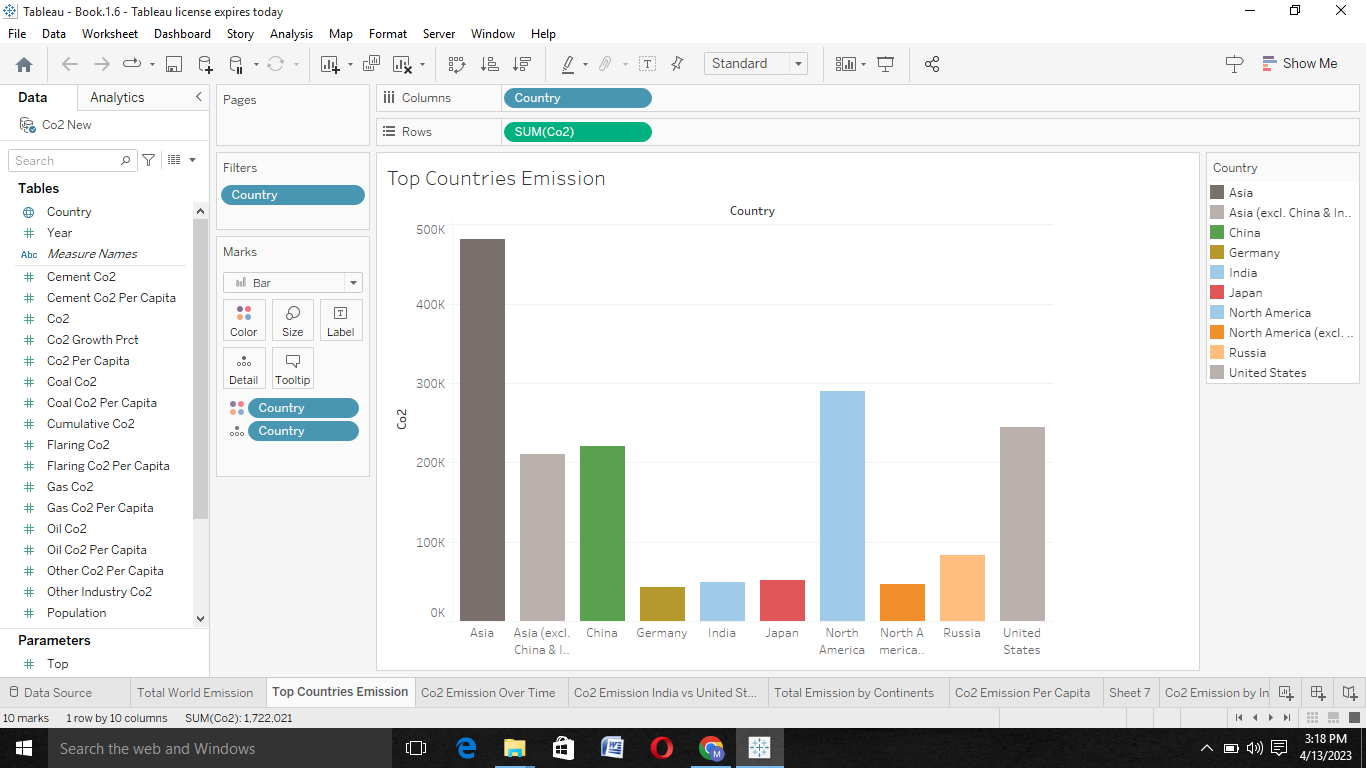 Tableau - Book.1.6 - Tableau license expires today
File Data Worksheet Dashboard Story Analysis Map Format Server Window Help
Standard
Show Me
Data Analytics
Co2 New
Search
Tables
Country
Year
Abc Measure Names
Cement Co2
Cement Co2 Per Capita
Co2
Co2 Growth Prct
Co2 Per Capita
Coal Co2
Coal Co2 Per Capita
Cumulative Co2
Flaring Co2
Flaring Co2 Per Capita
Gas Co2
Gas Co2 Per Capita
Oil Co2
Oil Co2 Per Capita
Other Co2 Per Capita
Other Industry Co2
Population
Parameters
Top
Pages
Filters
Country
Marks
Bar
Color Size Label
Detail Tooltip
Country
Country
Columns Country
Rows SUM(Co2)
Top Countries Emission
Country
500K
400K
300K
200K
100K
0K
Co2
Asia
Asia (excl.
China & I..
China
Germany
India
Japan
North
America
North A
merica..
Russia
United
States
Country
Asia
Asia (excl. China & In..
China
Germany
India
Japan
North America
North America (excl. ..
Russia
United States
Data Source Total World Emission Top Countries Emission Co2 Emission Over Time Co2 Emission India vs United St... Total Emission by Continents Co2 Emission Per Capita Sheet 7 Co2 Emission by In
10 marks 1 row by 10 columns SUM(Co2): 1,722,021
Search the web and Windows
M
3:18 PM
4/13/2023